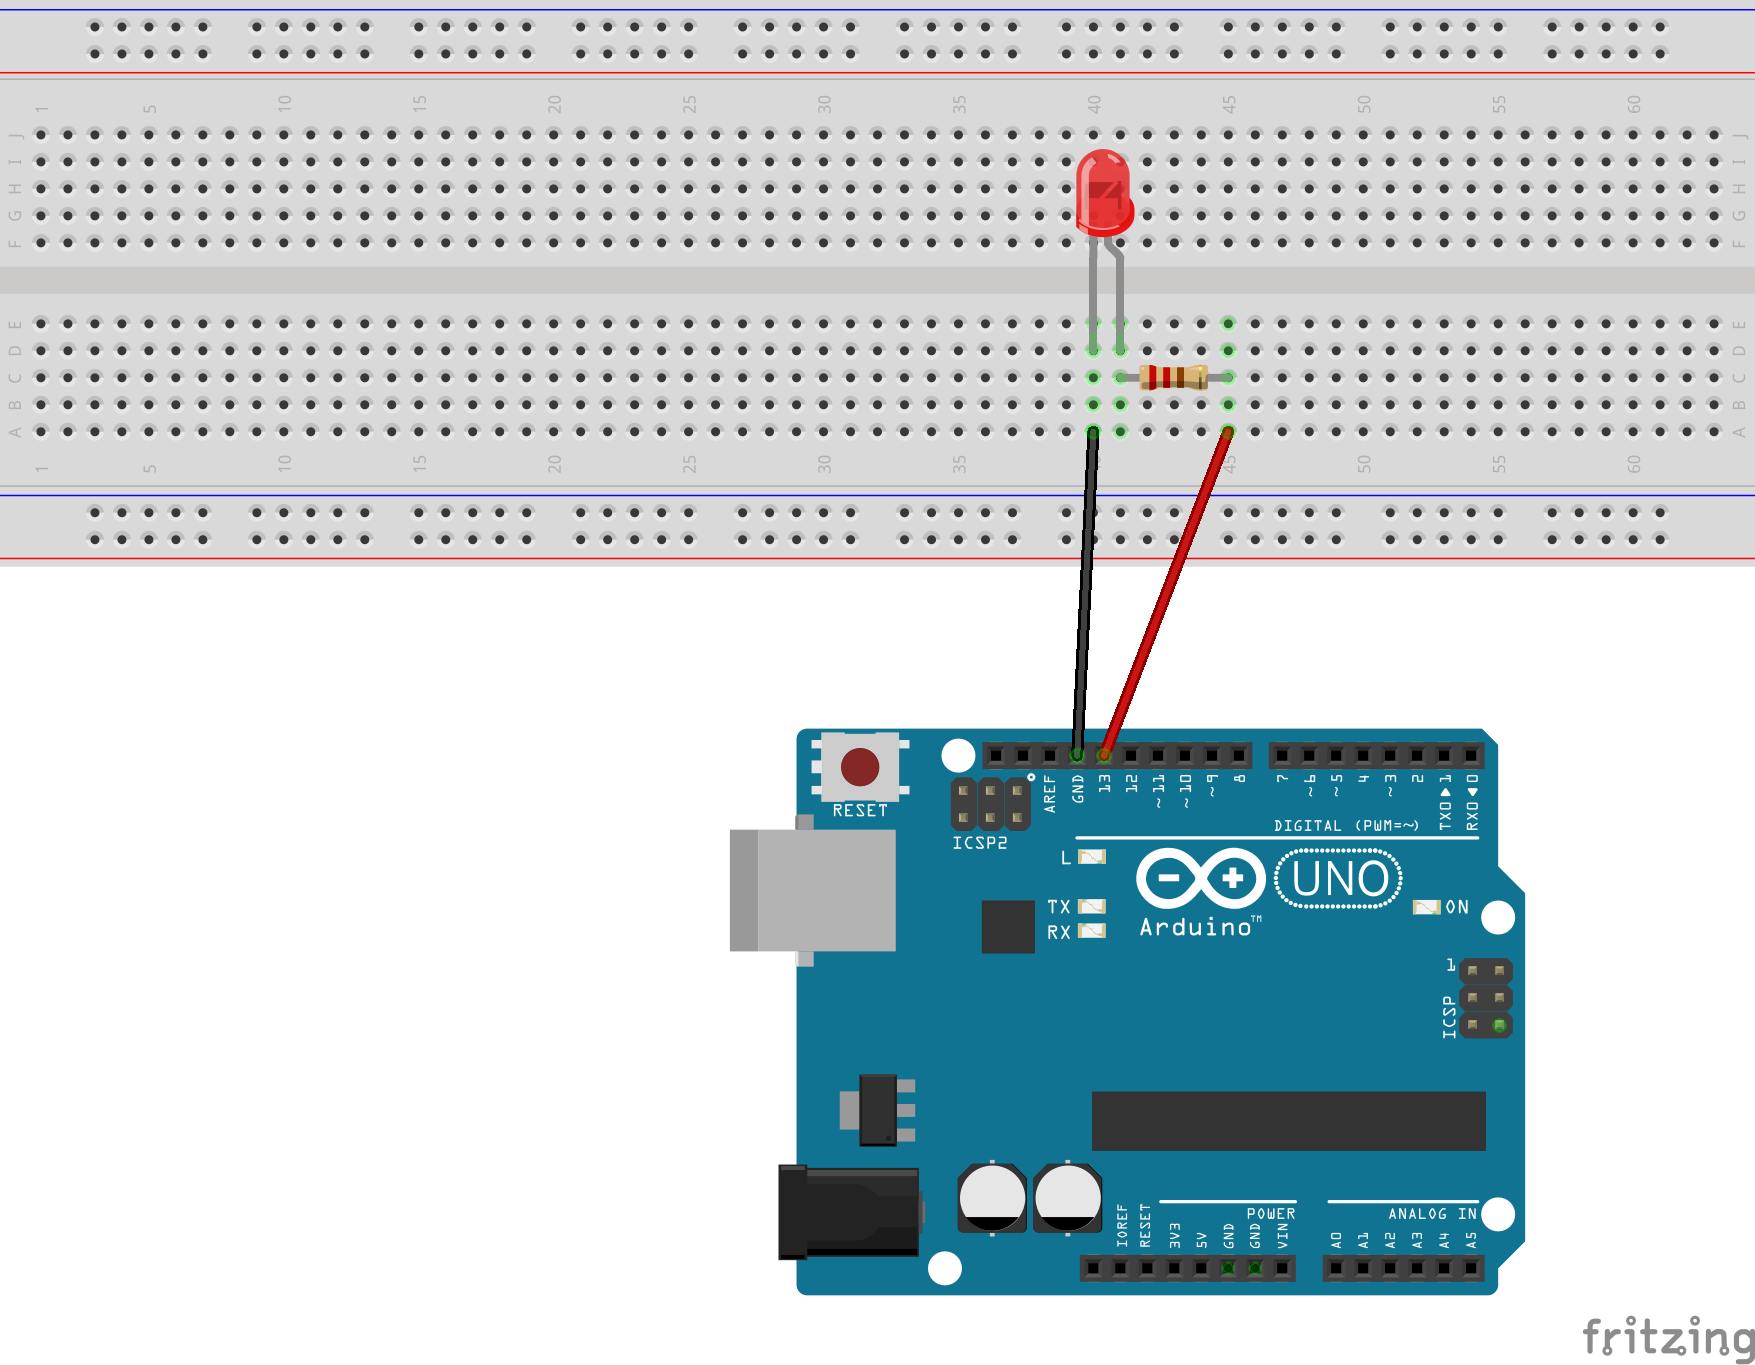 1 5 10 15 20 25 30 35 40 45 50 55 60
J J
I I
H H
G G
F F
E E
D D
C C
B B
A A
1 5 10 15 20 25 30 35 45 50 55 60
RESET
AREF GND 13 12 ~11 ~10 ~9 8 7 ~6 ~5 4 ~3 2 TX0▶1 RX0◀0
ICSP2
DIGITAL (PWM=~)
L
TX
RX
UNO
Arduino™
ON
1
ICSP
POWER
ANALOG IN
IOREF RESET 3V3 5V GND GND VIN A0 A1 A2 A3 A4 A5
fritzing